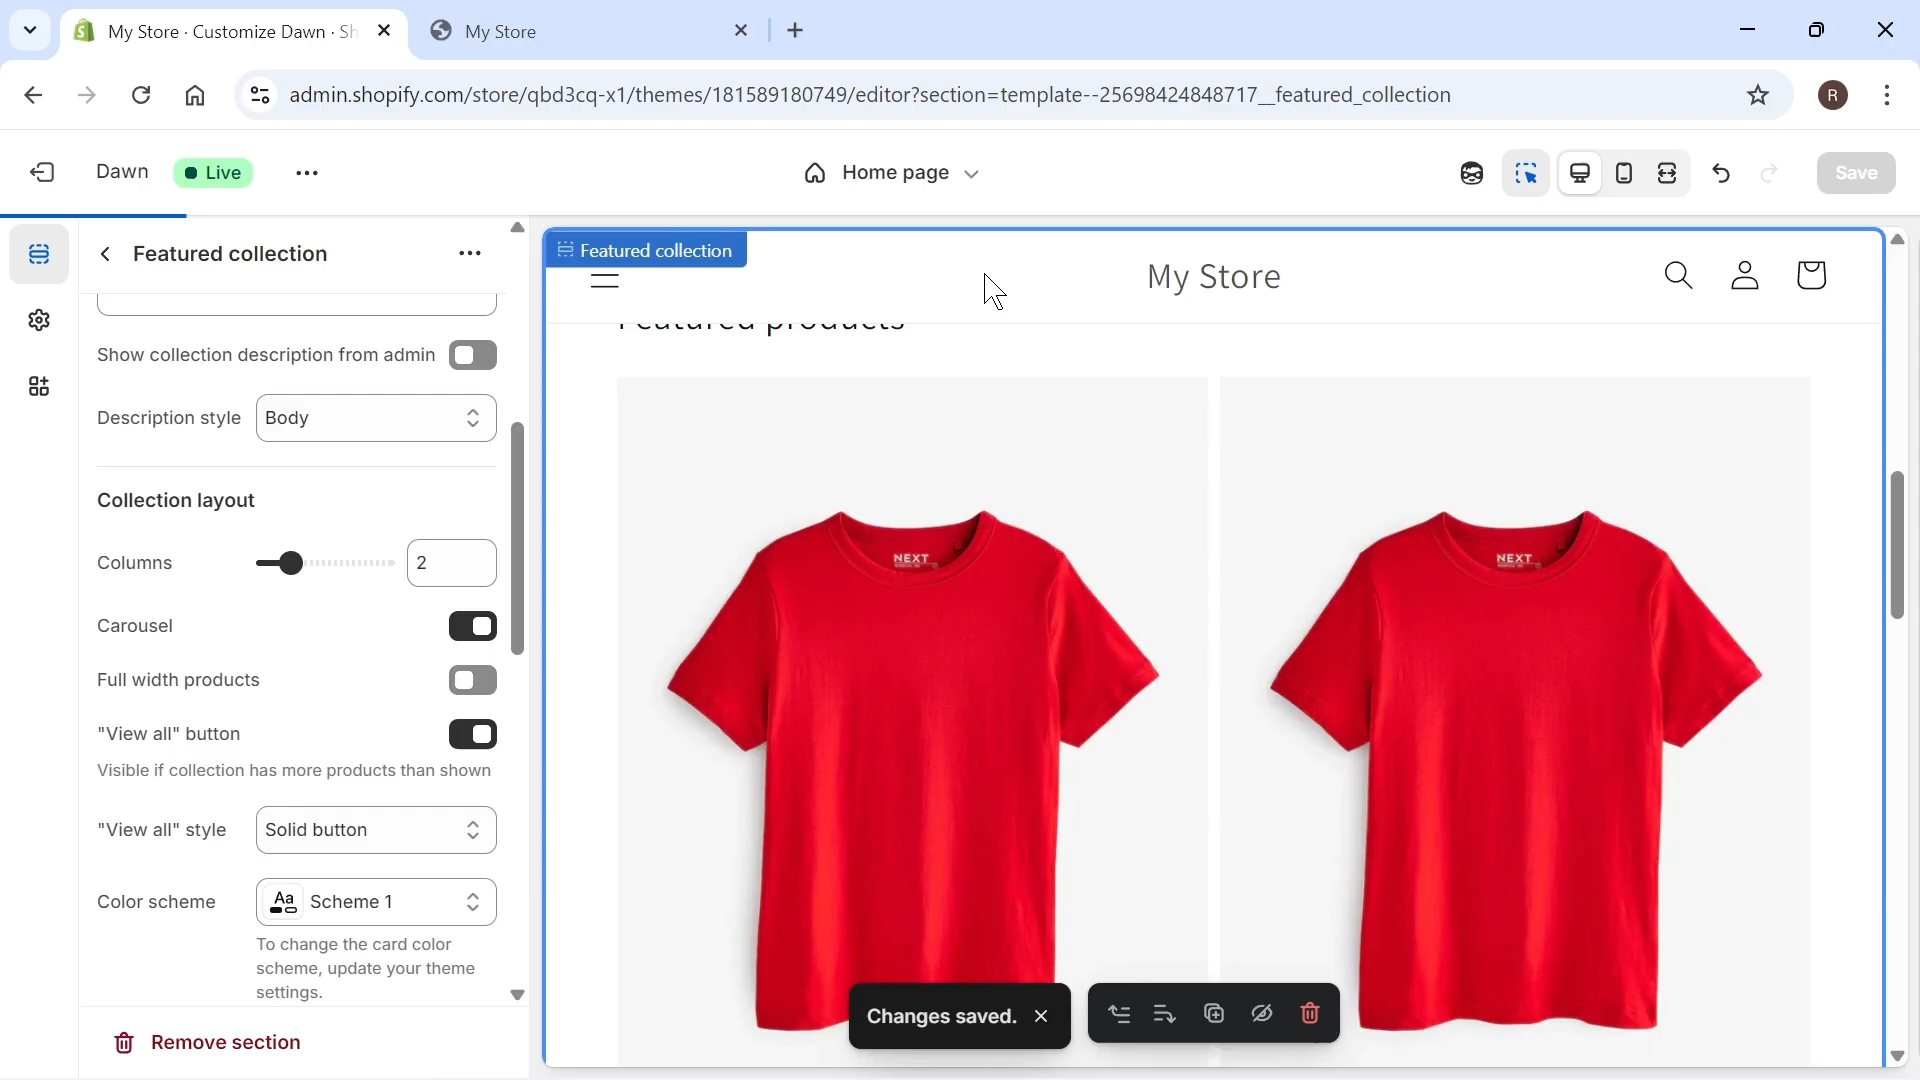 My Store · Customize Dawn · Sh
My Store
admin.shopify.com/store/qbd3cq-x1/themes/181589180749/editor?section=template--25698424848717__featured_collection
R
Dawn
Live
Home page
Save
Featured collection
Show collection description from admin
Description style
Body
Collection layout
Columns
2
Carousel
Full width products
"View all" button
Visible if collection has more products than shown
"View all" style
Solid button
Color scheme
Aa
Scheme 1
To change the card color
scheme, update your theme
settings.
Remove section
Featured collection
My Store
Featured products
NEXT
NEXT
Changes saved.